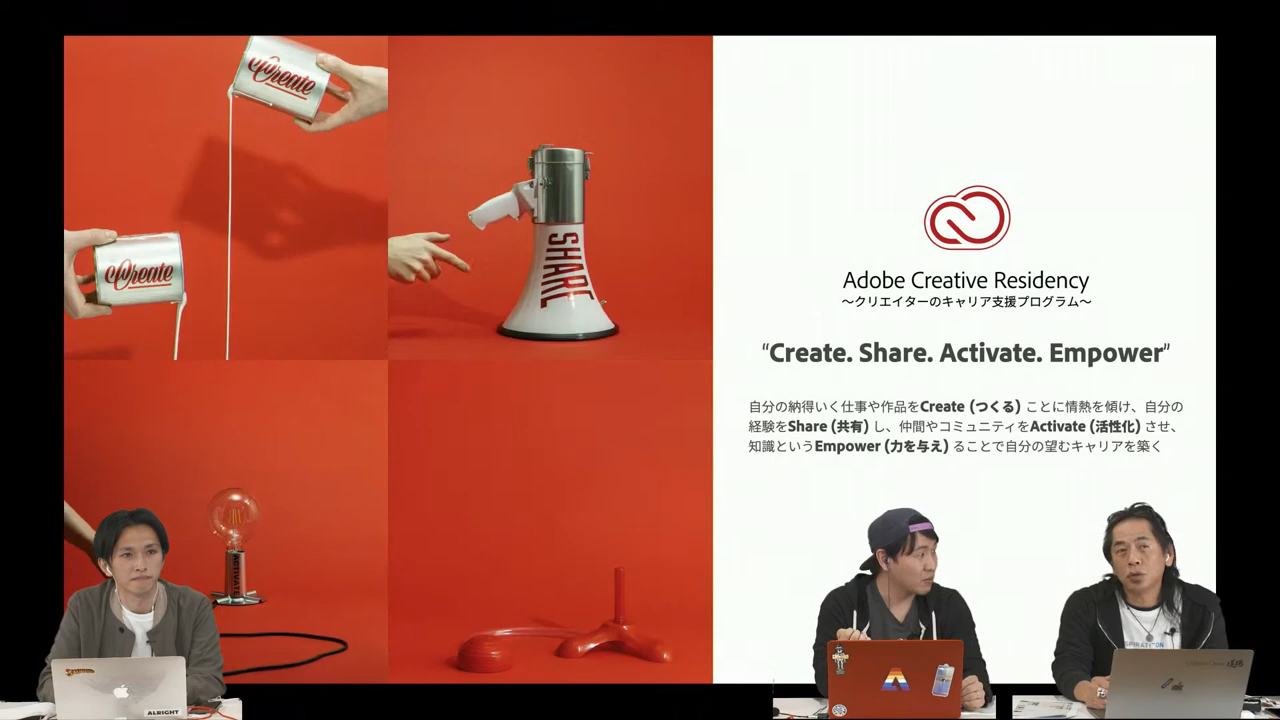 Create
Create
SHARE
Adobe Creative Residency
〜クリエイターのキャリア支援プログラム〜
“Create. Share. Activate. Empower”
自分の納得いく仕事や作品をCreate (つくる) ことに情熱を傾け、自分の
経験をShare (共有) し、仲間やコミュニティをActivate (活性化) させ、
知識というEmpower (力を与え) ることで自分の望むキャリアを築く
ACTIVATE
ALRIGHT